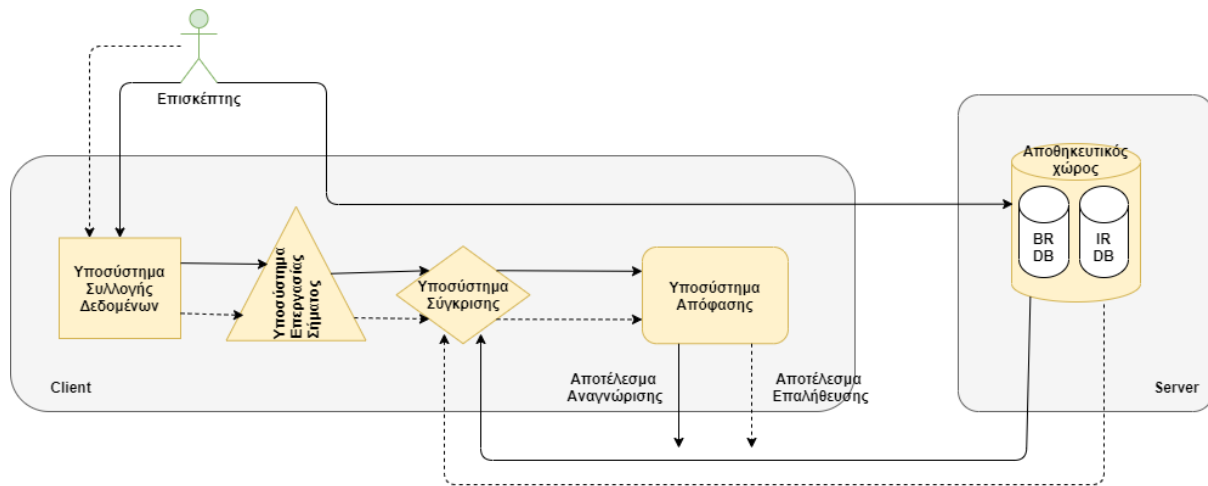 Επισκέπτης
Αποθηκευτικός
χώρος
BR
DB
IR
DB
Υποσύστημα
Συλλογής
Δεδομένων
Υποσύστημα
Επεργασίας
Σήματος
Υποσύστημα
Σύγκρισης
Υποσύστημα
Απόφασης
Αποτέλεσμα
Αναγνώρισης
Αποτέλεσμα
Επαλήθευσης
Client
Server